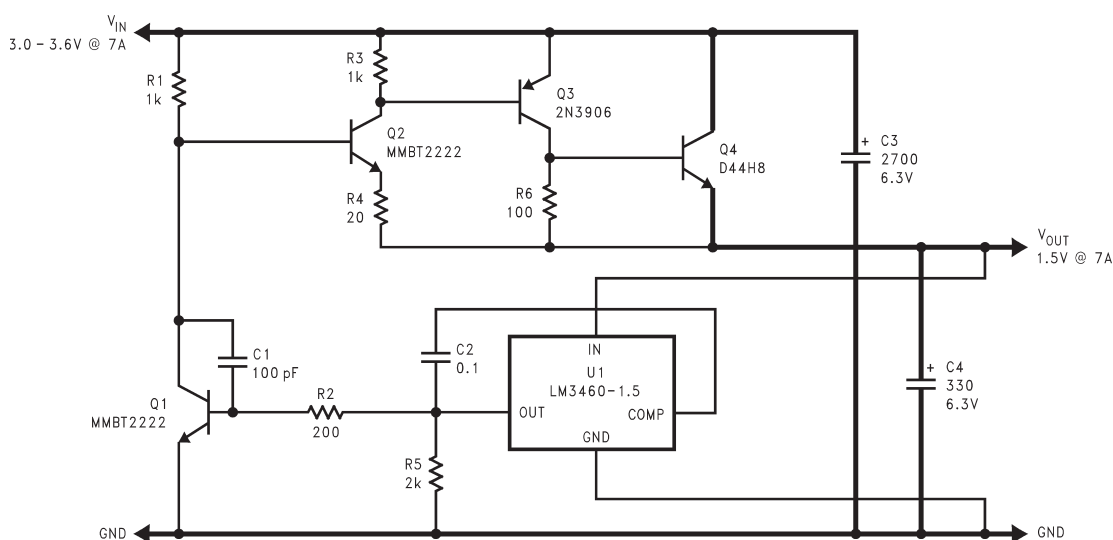 VIN
3.0 – 3.6V @ 7A
R1
1k
R3
1k
Q2
MMBT2222
R4
20
Q3
2N3906
R6
100
Q4
D44H8
C3
2700
6.3V
+
VOUT
1.5V @ 7A
C1
100 pF
C2
0.1
IN
U1
LM3460-1.5
OUT
COMP
GND
+
C4
330
6.3V
Q1
MMBT2222
R2
200
R5
2k
GND
GND